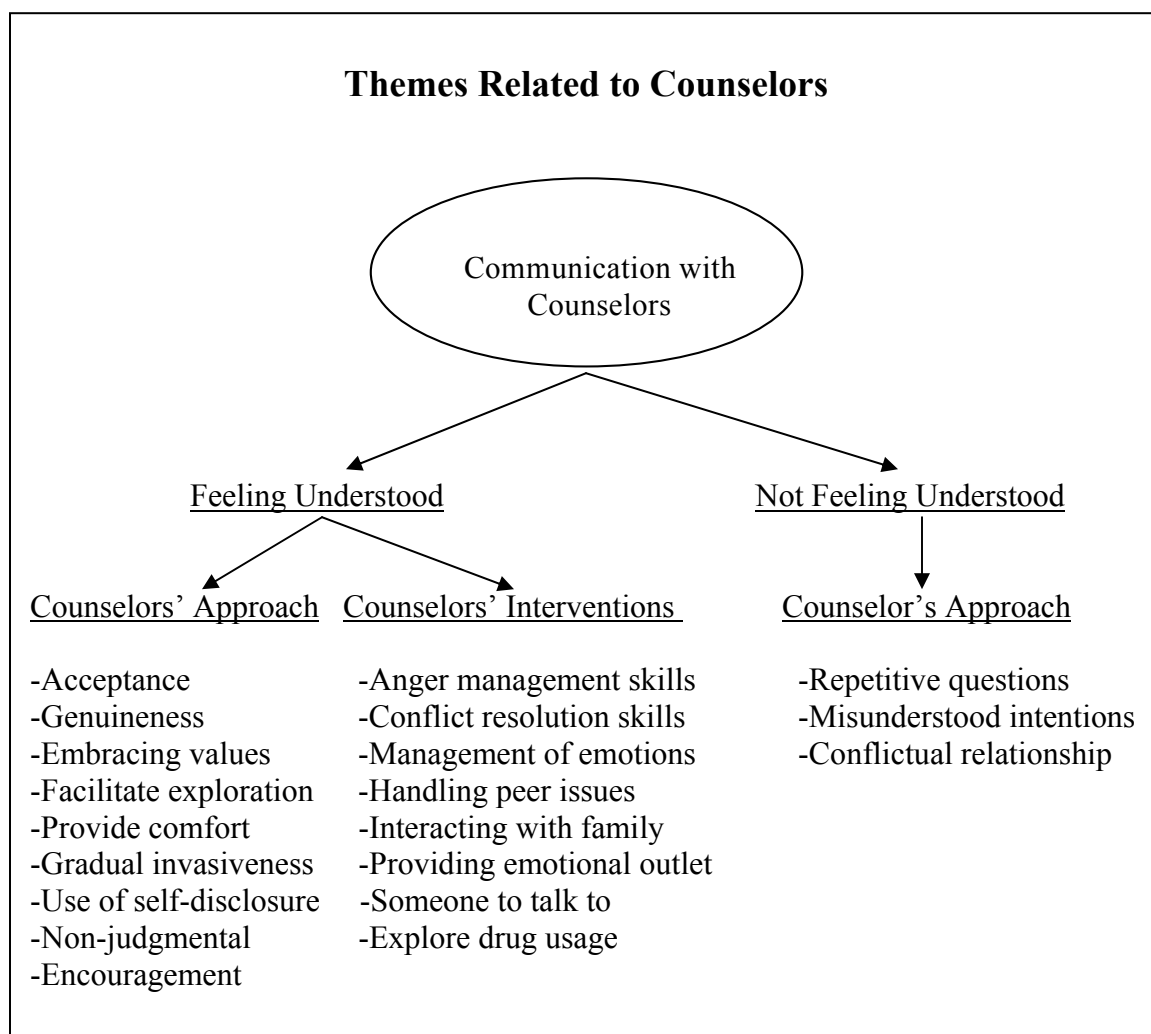 Themes Related to Counselors
Communication with
Counselors
Feeling Understood
Not Feeling Understood
Counselors’ Approach
-Acceptance
-Genuineness
-Embracing values
-Facilitate exploration
-Provide comfort
-Gradual invasiveness
-Use of self-disclosure
-Non-judgmental
-Encouragement
Counselors’ Interventions
-Anger management skills
-Conflict resolution skills
-Management of emotions
-Handling peer issues
-Interacting with family
-Providing emotional outlet
-Someone to talk to
-Explore drug usage
Counselor’s Approach
-Repetitive questions
-Misunderstood intentions
-Conflictual relationship